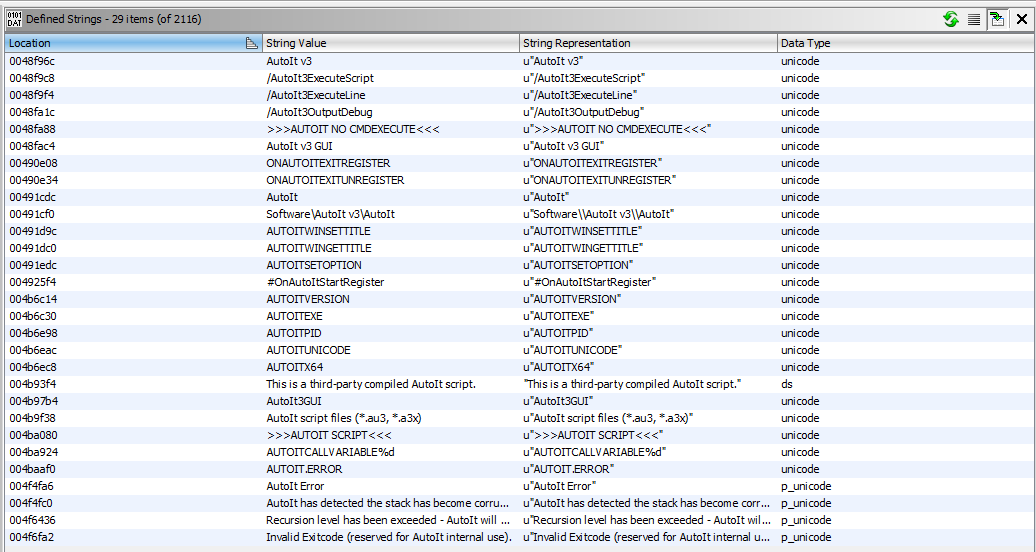 0101 DAT Defined Strings - 29 items (of 2116)
Location String Value String Representation Data Type
0048f96c AutoIt v3 u"AutoIt v3" unicode
0048f9c8 /AutoIt3ExecuteScript u"/AutoIt3ExecuteScript" unicode
0048f9f4 /AutoIt3ExecuteLine u"/AutoIt3ExecuteLine" unicode
0048fa1c /AutoIt3OutputDebug u"/AutoIt3OutputDebug" unicode
0048fa88 >>>AUTOIT NO CMDEXECUTE<<< u">>>AUTOIT NO CMDEXECUTE<<<" unicode
0048fac4 AutoIt v3 GUI u"AutoIt v3 GUI" unicode
00490e08 ONAUTOITEXITREGISTER u"ONAUTOITEXITREGISTER" unicode
00490e34 ONAUTOITEXITUNREGISTER u"ONAUTOITEXITUNREGISTER" unicode
00491cdc AutoIt u"AutoIt" unicode
00491cf0 Software\AutoIt v3\AutoIt u"Software\\AutoIt v3\\AutoIt" unicode
00491d9c AUTOITWINSETTITLE u"AUTOITWINSETTITLE" unicode
00491dc0 AUTOITWINGETTITLE u"AUTOITWINGETTITLE" unicode
00491edc AUTOITSETOPTION u"AUTOITSETOPTION" unicode
004925f4 #OnAutoItStartRegister u"#OnAutoItStartRegister" unicode
004b6c14 AUTOITVERSION u"AUTOITVERSION" unicode
004b6c30 AUTOITEXE u"AUTOITEXE" unicode
004b6e98 AUTOITPID u"AUTOITPID" unicode
004b6eac AUTOITUNICODE u"AUTOITUNICODE" unicode
004b6ec8 AUTOITX64 u"AUTOITX64" unicode
004b93f4 This is a third-party compiled AutoIt script. "This is a third-party compiled AutoIt script." ds
004b97b4 AutoIt3GUI u"AutoIt3GUI" unicode
004b9f38 AutoIt script files (*.au3, *.a3x) u"AutoIt script files (*.au3, *.a3x)" unicode
004ba080 >>>AUTOIT SCRIPT<<< u">>>AUTOIT SCRIPT<<<" unicode
004ba924 AUTOITCALLVARIABLE%d u"AUTOITCALLVARIABLE%d" unicode
004baaf0 AUTOIT.ERROR u"AUTOIT.ERROR" unicode
004f4fa6 AutoIt Error u"AutoIt Error" p_unicode
004f4fc0 AutoIt has detected the stack has become corru... u"AutoIt has detected the stack has become corr... p_unicode
004f6436 Recursion level has been exceeded - AutoIt will ... u"Recursion level has been exceeded - AutoIt will ... p_unicode
004f6fa2 Invalid Exitcode (reserved for AutoIt internal use). u"Invalid Exitcode (reserved for AutoIt internal u... p_unicode